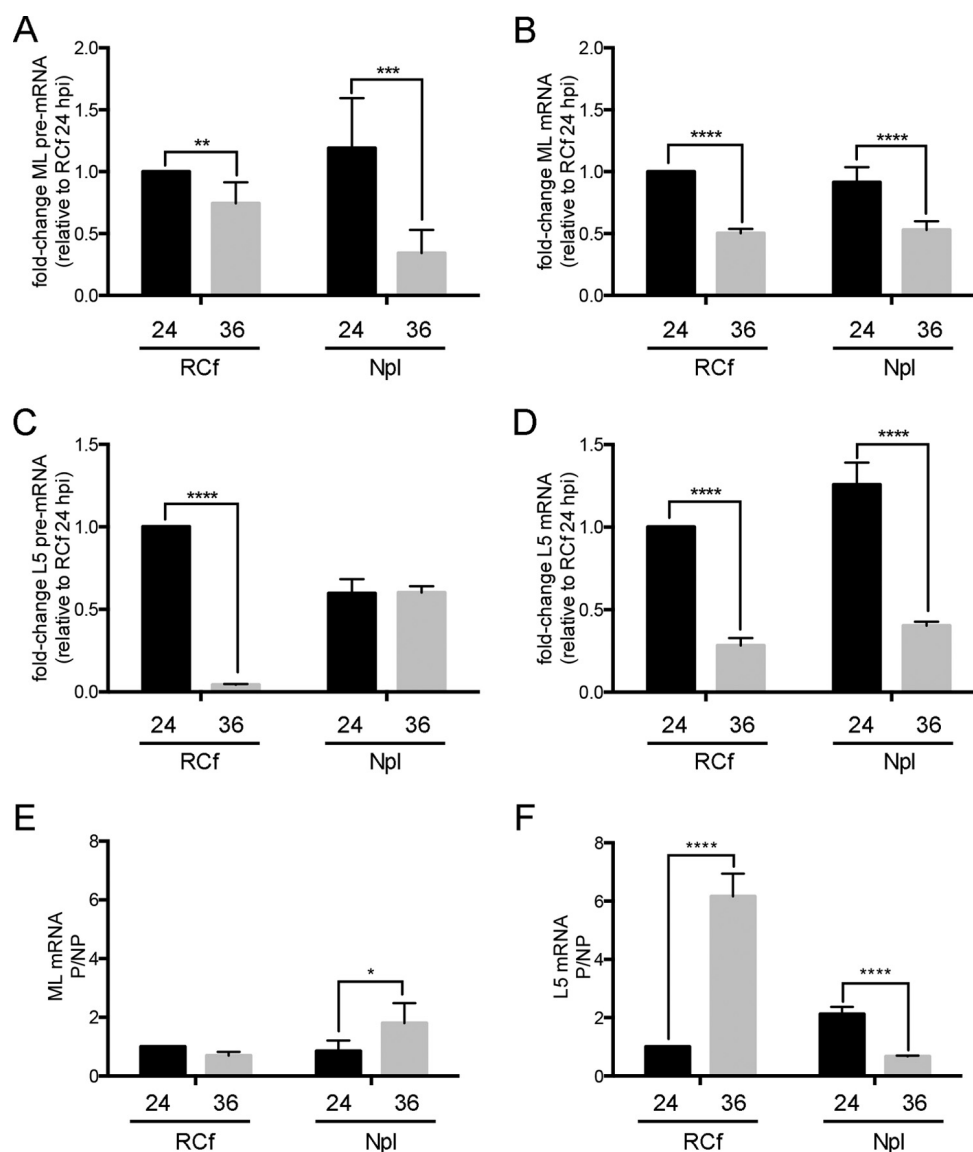 A
fold-change ML pre-mRNA
(relative to RCf 24 hpi)
2.0
1.5
1.0
0.5
0.0
**
***
24 36 24 36
RCf Npl
B
fold-change ML mRNA
(relative to RCf 24 hpi)
2.0
1.5
1.0
0.5
0.0
****
****
24 36 24 36
RCf Npl
C
fold-change L5 pre-mRNA
(relative to RCf 24 hpi)
1.5
1.0
0.5
0.0
****
24 36 24 36
RCf Npl
D
fold-change L5 mRNA
(relative to RCf 24 hpi)
1.5
1.0
0.5
0.0
****
****
24 36 24 36
RCf Npl
E
ML mRNA
P/NP
8
6
4
2
0
*
24 36 24 36
RCf Npl
F
L5 mRNA
P/NP
8
6
4
2
0
****
****
24 36 24 36
RCf Npl